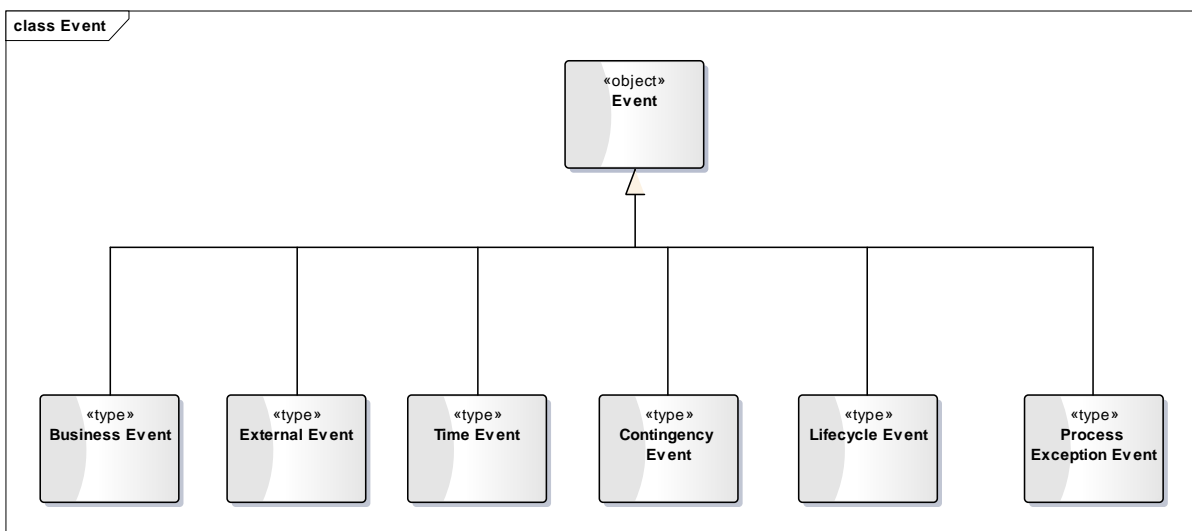 class Event
«object»
Event
«type»
Business Event
«type»
External Event
«type»
Time Event
«type»
Contingency
Event
«type»
Lifecycle Event
«type»
Process
Exception Event